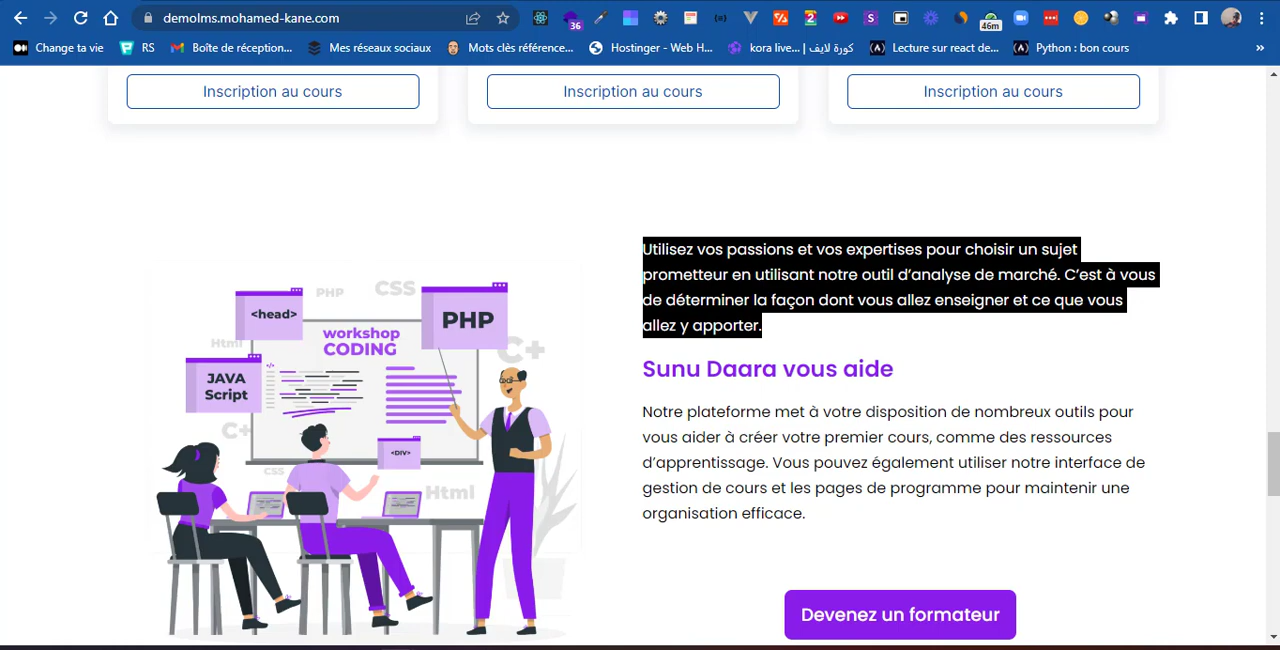 demolms.mohamed-kane.com
36
46m
Change ta vie
RS
Boîte de réception...
Mes réseaux sociaux
Mots clès référence...
Hostinger - Web H...
kora live... | كورة لايف
Lecture sur react de...
Python : bon cours
»
Inscription au cours
Inscription au cours
Inscription au cours
Utilisez vos passions et vos expertises pour choisir un sujet
prometteur en utilisant notre outil d’analyse de marché. C’est à vous
de déterminer la façon dont vous allez enseigner et ce que vous
allez y apporter.
Sunu Daara vous aide
Notre plateforme met à votre disposition de nombreux outils pour
vous aider à créer votre premier cours, comme des ressources
d’apprentissage. Vous pouvez également utiliser notre interface de
gestion de cours et les pages de programme pour maintenir une
organisation efficace.
Devenez un formateur
PHP
CSS
<head>
PHP
workshop
CODING
Html
C+
</>
JAVA
Script
C+
<DIV>
CSS
Html